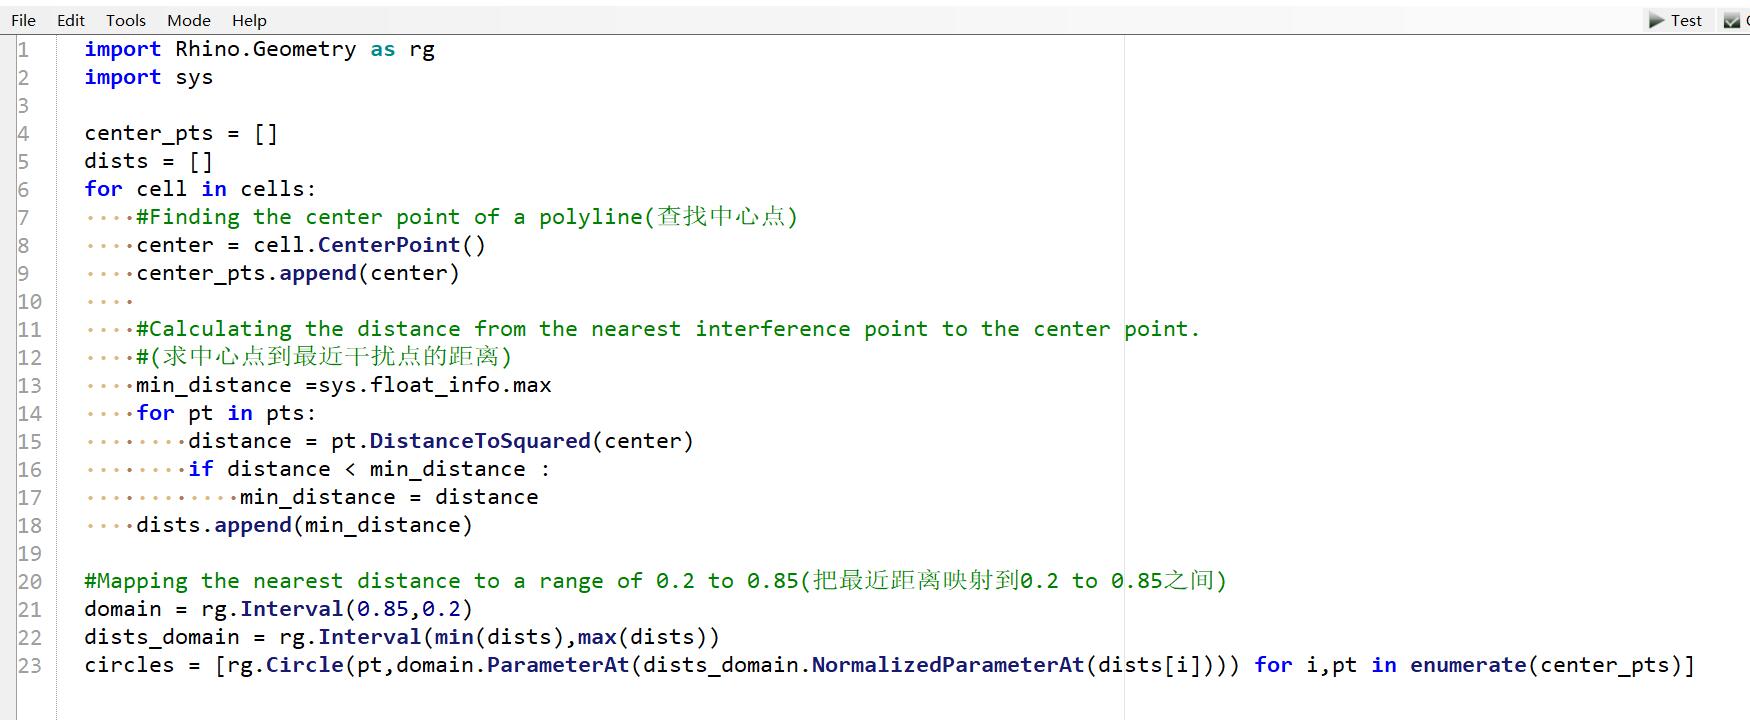 File Edit Tools Mode Help Test
1 import Rhino.Geometry as rg
2 import sys
3
4 center_pts = []
5 dists = []
6 for cell in cells:
7 ····#Finding the center point of a polyline(查找中心点)
8 ····center = cell.CenterPoint()
9 ····center_pts.append(center)
10 ····
11 ····#Calculating the distance from the nearest interference point to the center point.
12 ····#(求中心点到最近干扰点的距离)
13 ····min_distance =sys.float_info.max
14 ····for pt in pts:
15 ········distance = pt.DistanceToSquared(center)
16 ········if distance < min_distance :
17 ············min_distance = distance
18 ····dists.append(min_distance)
19
20 #Mapping the nearest distance to a range of 0.2 to 0.85(把最近距离映射到0.2 to 0.85之间)
21 domain = rg.Interval(0.85,0.2)
22 dists_domain = rg.Interval(min(dists),max(dists))
23 circles = [rg.Circle(pt,domain.ParameterAt(dists_domain.NormalizedParameterAt(dists[i]))) for i,pt in enumerate(center_pts)]